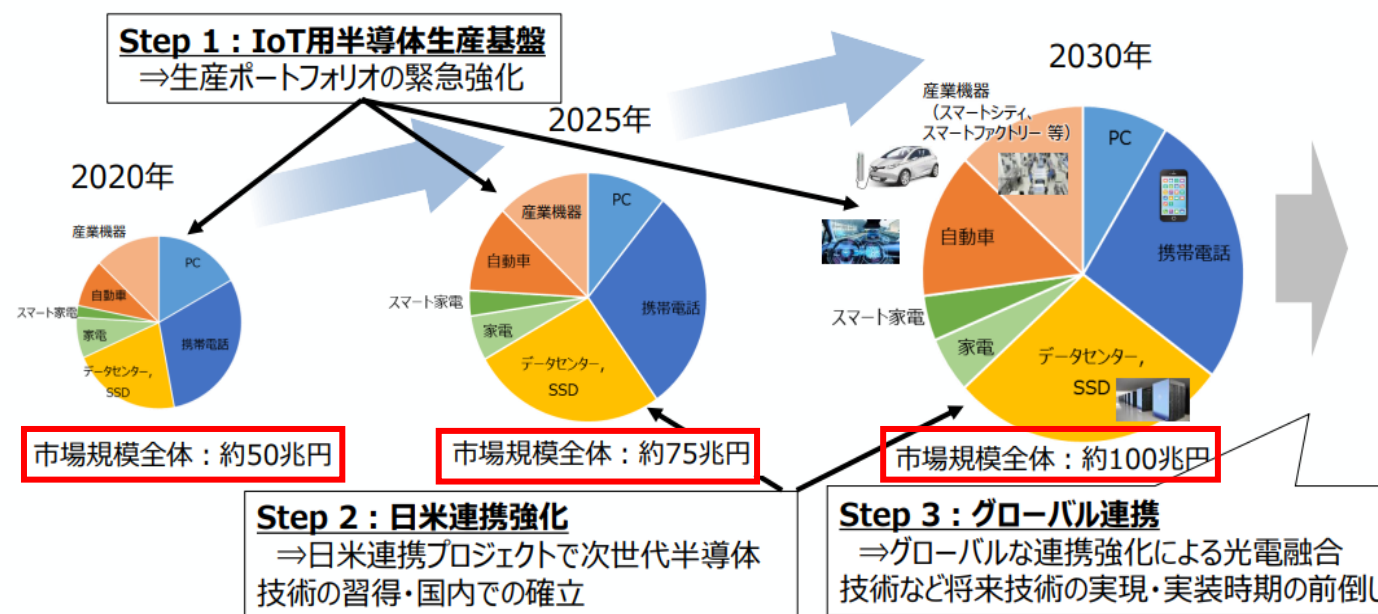 Step 1：IoT用半導体生産基盤
⇒生産ポートフォリオの緊急強化
2020年
産業機器
PC
自動車
スマート家電
家電
携帯電話
データセンター,
SSD
市場規模全体：約50兆円
2025年
産業機器
PC
自動車
スマート家電
家電
携帯電話
データセンター,
SSD
市場規模全体：約75兆円
2030年
産業機器
（スマートシティ、
スマートファクトリー 等）
PC
自動車
携帯電話
スマート家電
家電
データセンター,
SSD
市場規模全体：約100兆円
Step 2：日米連携強化
⇒日米連携プロジェクトで次世代半導体
技術の習得・国内での確立
Step 3：グローバル連携
⇒グローバルな連携強化による光電融合
技術など将来技術の実現・実装時期の前倒し